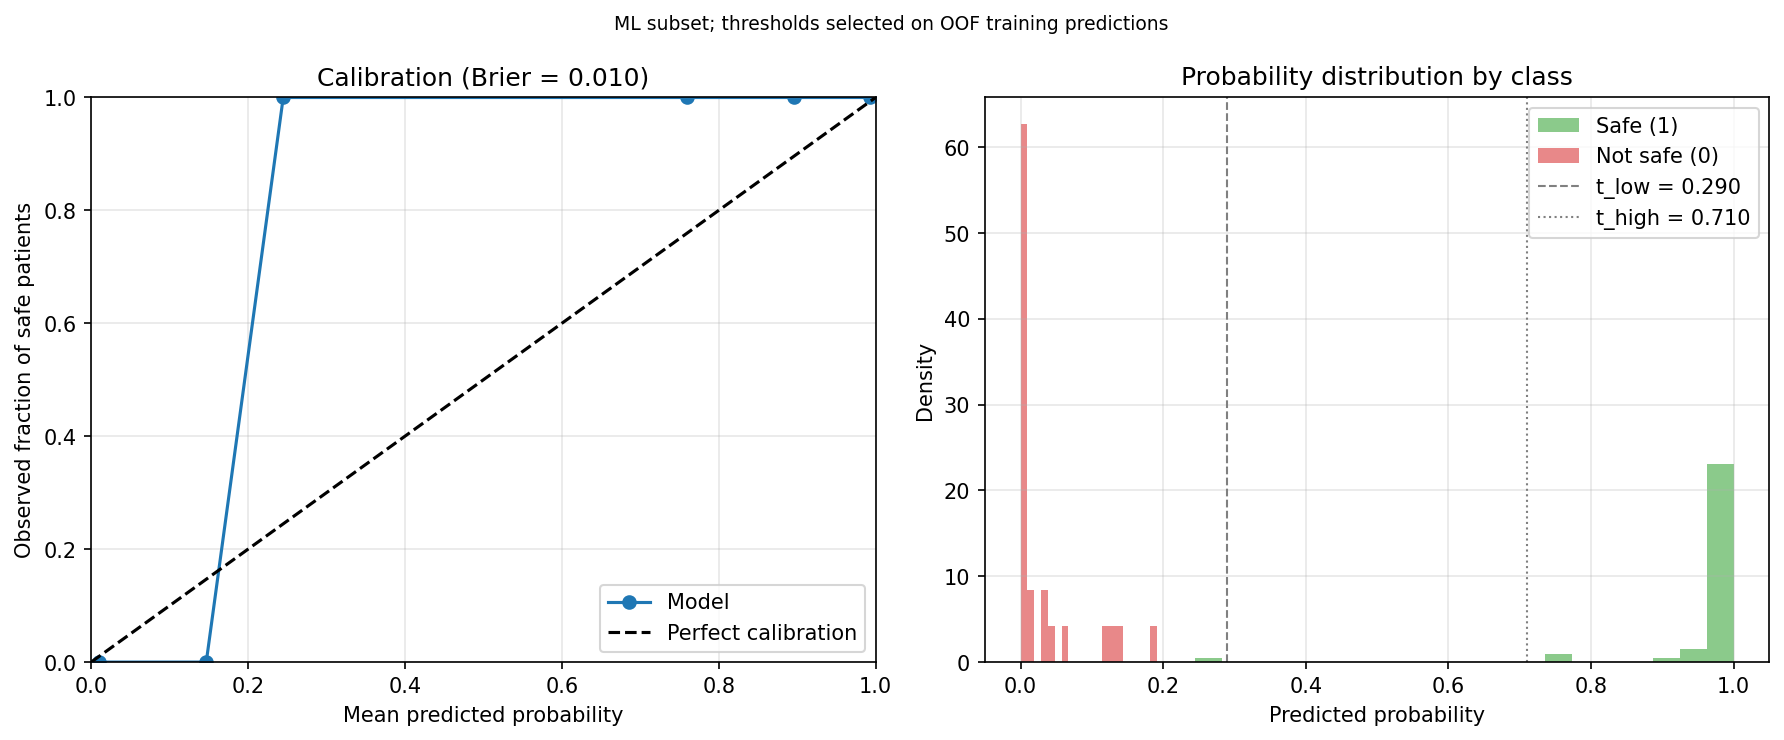 ML subset; thresholds selected on OOF training predictions
Calibration (Brier = 0.010)
Observed fraction of safe patients
1.0
0.8
0.6
0.4
0.2
0.0
0.0 0.2 0.4 0.6 0.8 1.0
Mean predicted probability
Model
Perfect calibration
Probability distribution by class
Density
60
50
40
30
20
10
0
0.0 0.2 0.4 0.6 0.8 1.0
Predicted probability
Safe (1)
Not safe (0)
t_low = 0.290
t_high = 0.710